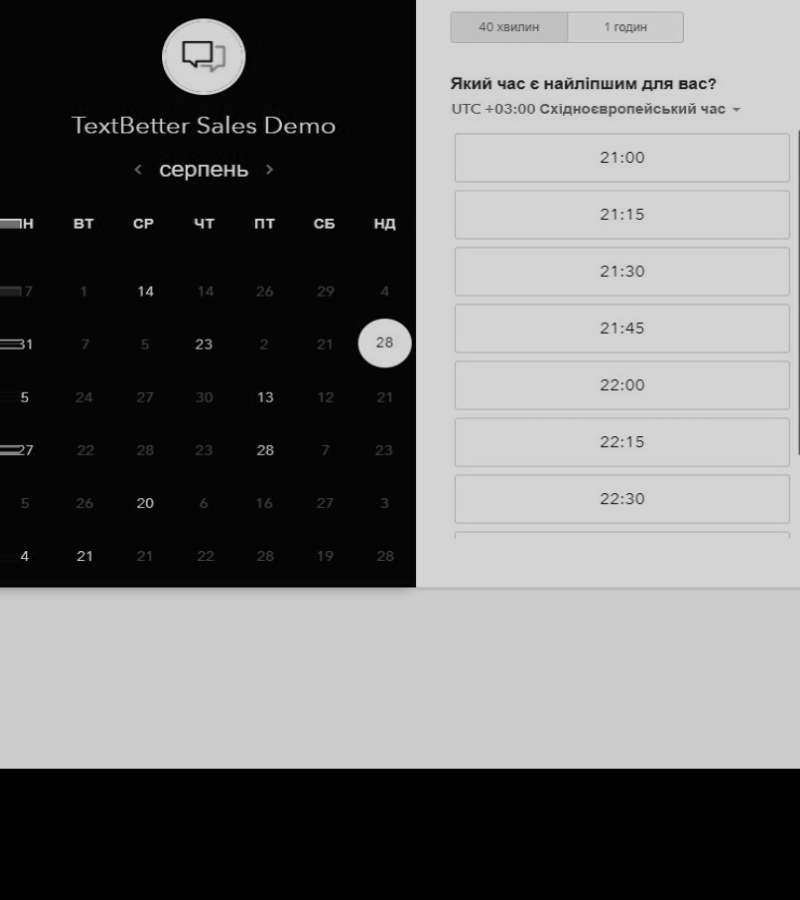 TextBetter Sales Demo
серпень
ВТ СР ЧТ ПТ СБ НД
7 1 14 14 26 29 4
31 7 5 23 2 21 28
5 24 27 30 13 12 21
27 22 28 23 28 7 23
5 26 20 6 16 27 3
4 21 21 22 28 19 28
40 хвилин 1 годин
Який час є найліпшим для вас?
UTC +03:00 Східноєвропейський час
21:00
21:15
21:30
21:45
22:00
22:15
22:30